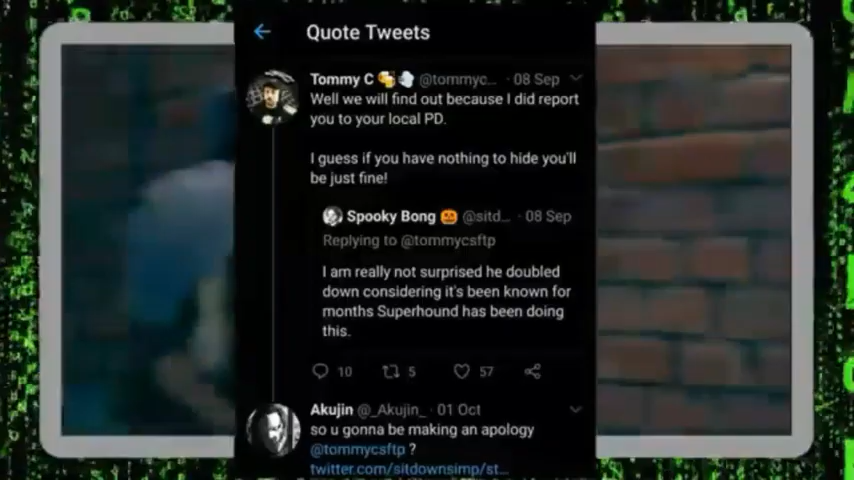 Quote Tweets
Tommy C @tommyc... · 08 Sep
Well we will find out because I did report
you to your local PD.
I guess if you have nothing to hide you'll
be just fine!
Spooky Bong @sitd... · 08 Sep
Replying to @tommycsftp
I am really not surprised he doubled
down considering it's been known for
months Superhound has been doing
this.
10 5 57
Akujin @_Akujin_ · 01 Oct
so u gonna be making an apology
@tommycsftp ?
twitter.com/sitdownsimp/st...